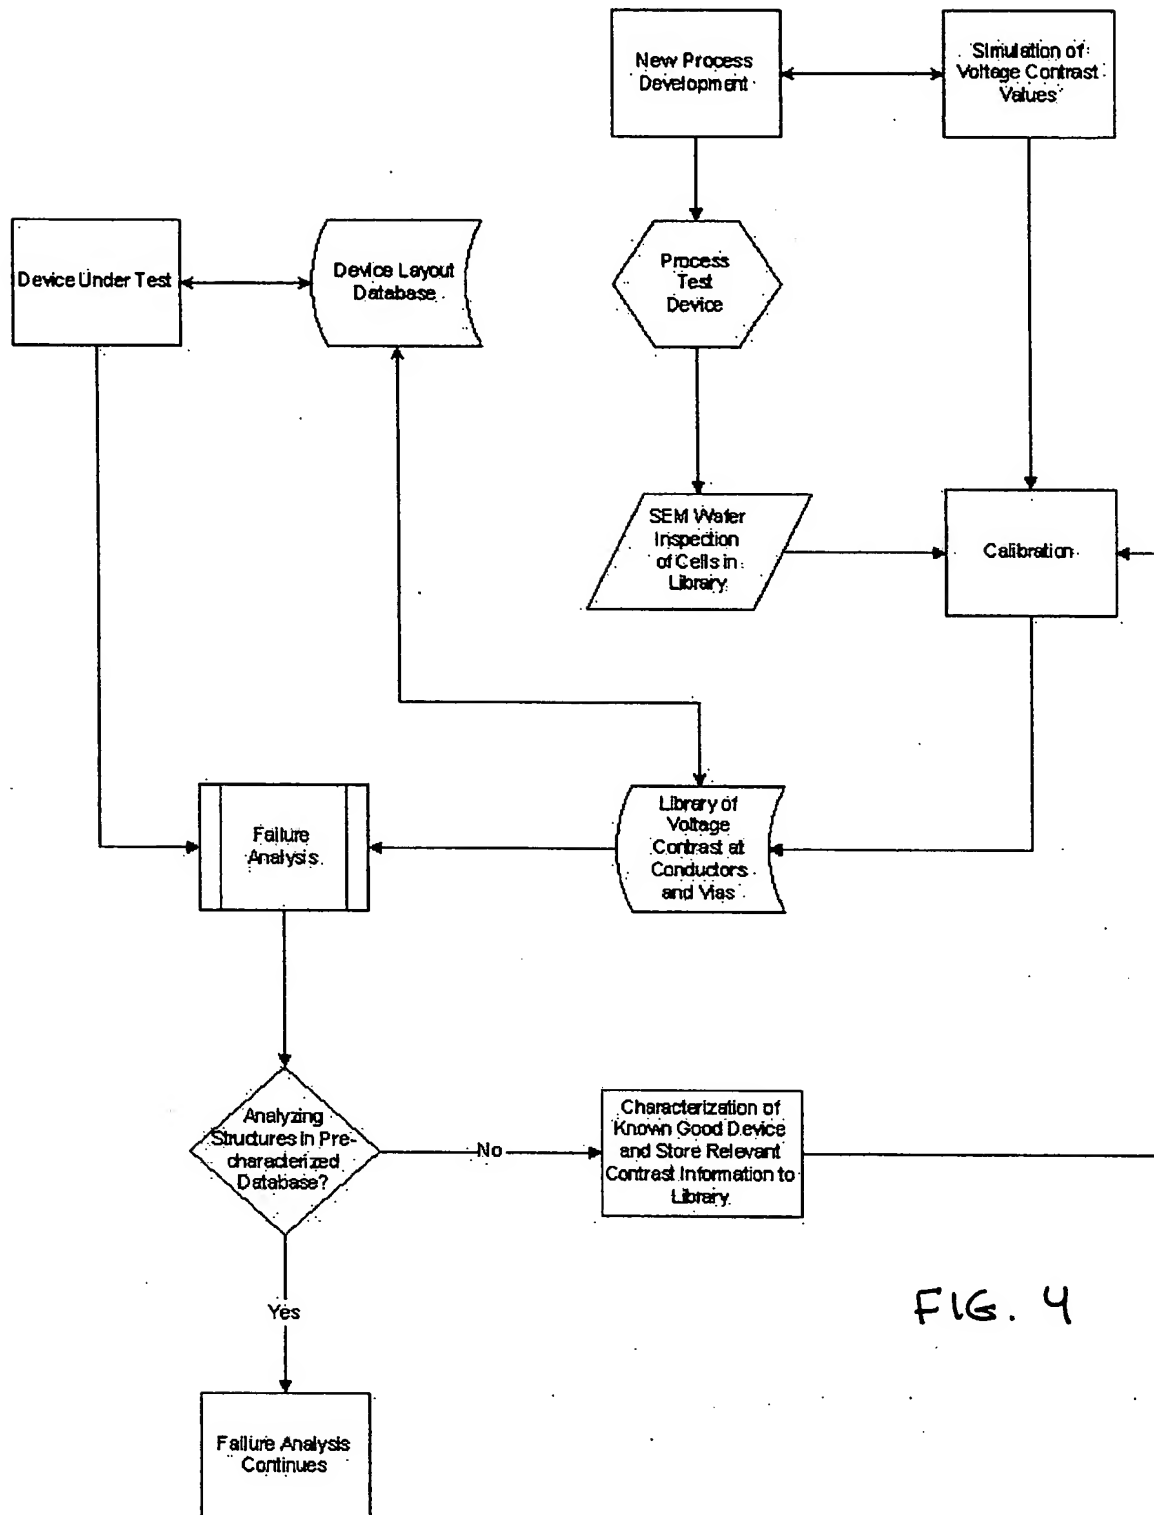 New Process
Development
Simulation of
Voltage Contrast
Values
Device Under Test
Device Layout
Database
Process
Test
Device
SEM Wafer
Inspection
of Cells in
Library
Calibration
Failure
Analysis
Library of
Voltage
Contrast at
Conductors
and Vias
Analyzing
Structures in Pre-
characterized
Database?
No
Characterization of
Known Good Device
and Store Relevant
Contrast Information to
Library
Yes
FIG. 4
Failure Analysis
Continues